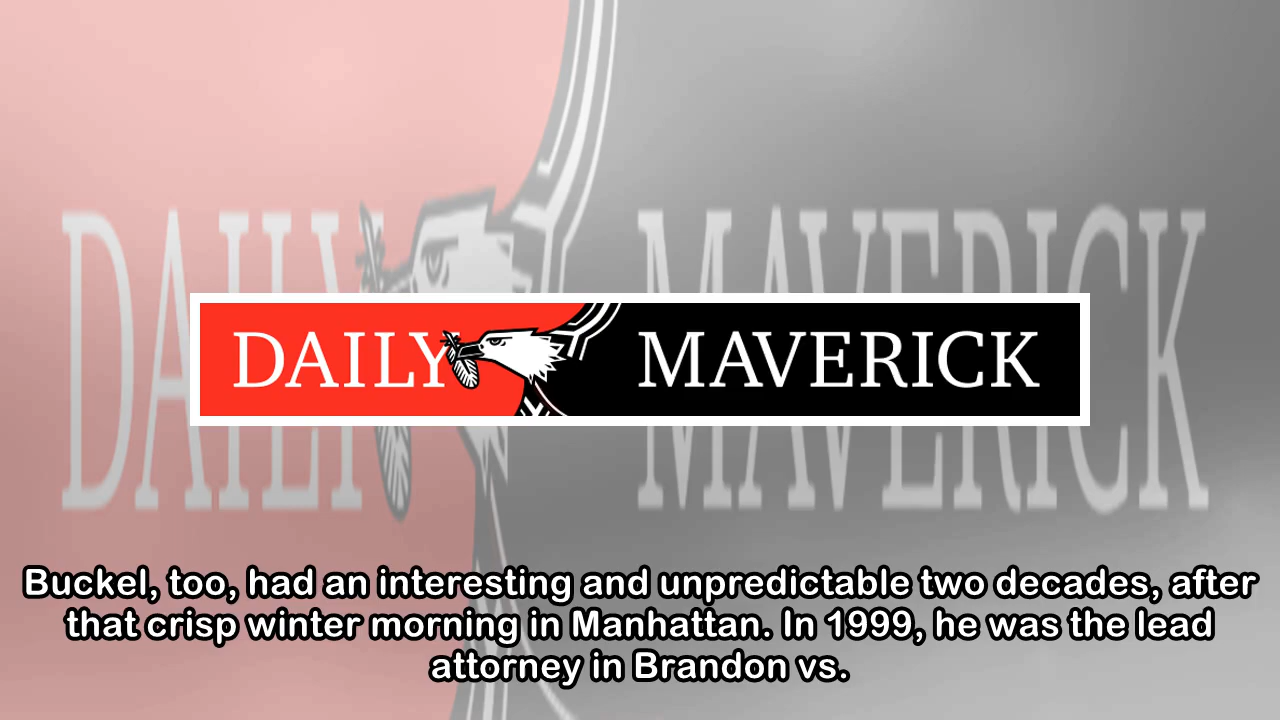 DAILY MAVERICK
DAILY MAVERICK
Buckel, too, had an interesting and unpredictable two decades, after
that crisp winter morning in Manhattan. In 1999, he was the lead
attorney in Brandon vs.